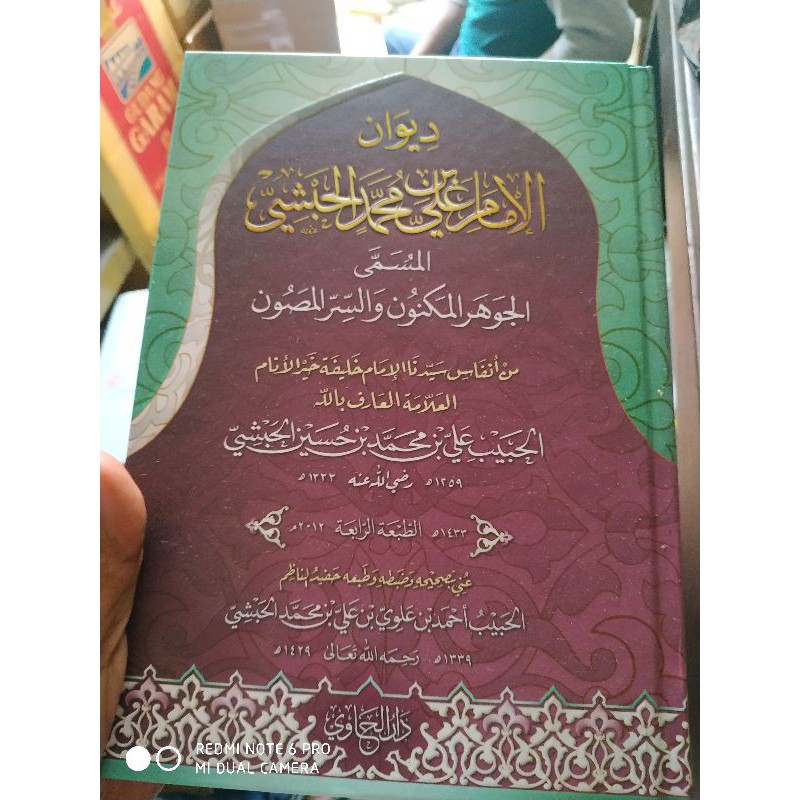 ديوان
الإمام علي بن محمد الحبشي
المسمى
الجوهر المكنون والسر المصون
من أنفاس سيدنا الإمام خليفة خير الأنام
العلامة العارف بالله
الحبيب علي بن محمد بن حسين الحبشي
١٢٥٩هـ رضي الله عنه ١٣٣٣هـ
١٤٣٣هـ الطبعة الرابعة ٢٠١٢م
عني بتصحيحه وضبطه وطبعه حفيد الناظم
الحبيب أحمد بن علوي بن علي بن محمد الحبشي
١٣٣٩هـ رحمه الله تعالى ١٤٢٩هـ
دار الحاوي
GUDANG
GARAM
REDMI NOTE 6 PRO
MI DUAL CAMERA